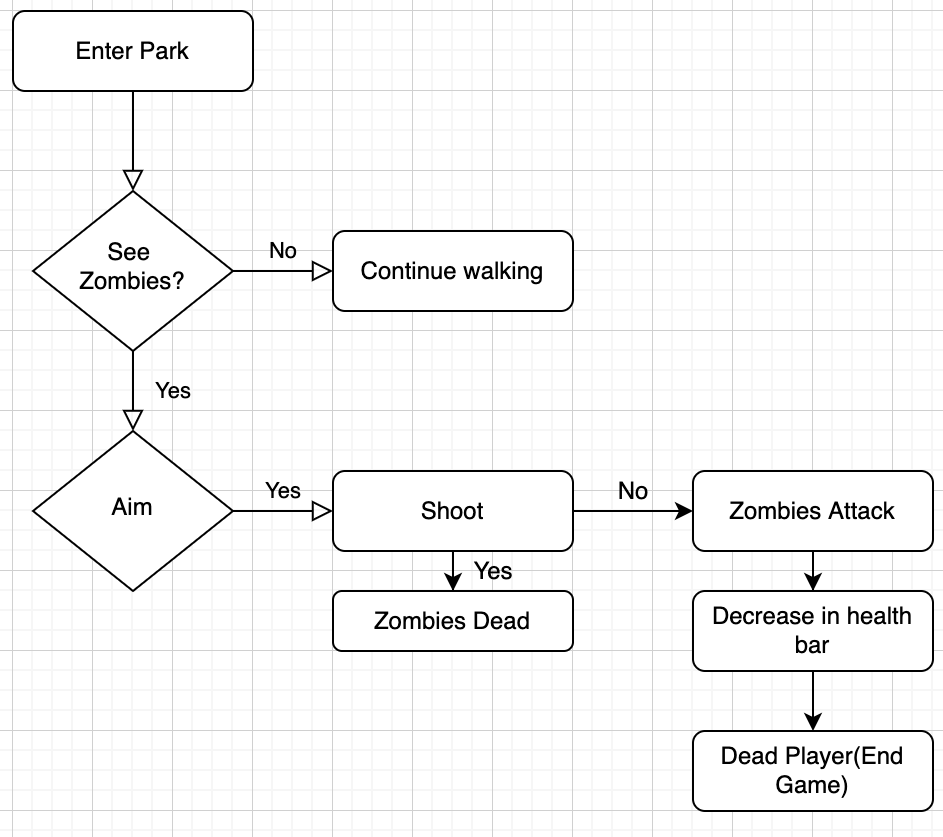 Enter Park
See
Zombies?
No
Continue walking
Yes
Aim
Yes
Shoot
No
Zombies Attack
Yes
Zombies Dead
Decrease in health
bar
Dead Player(End
Game)